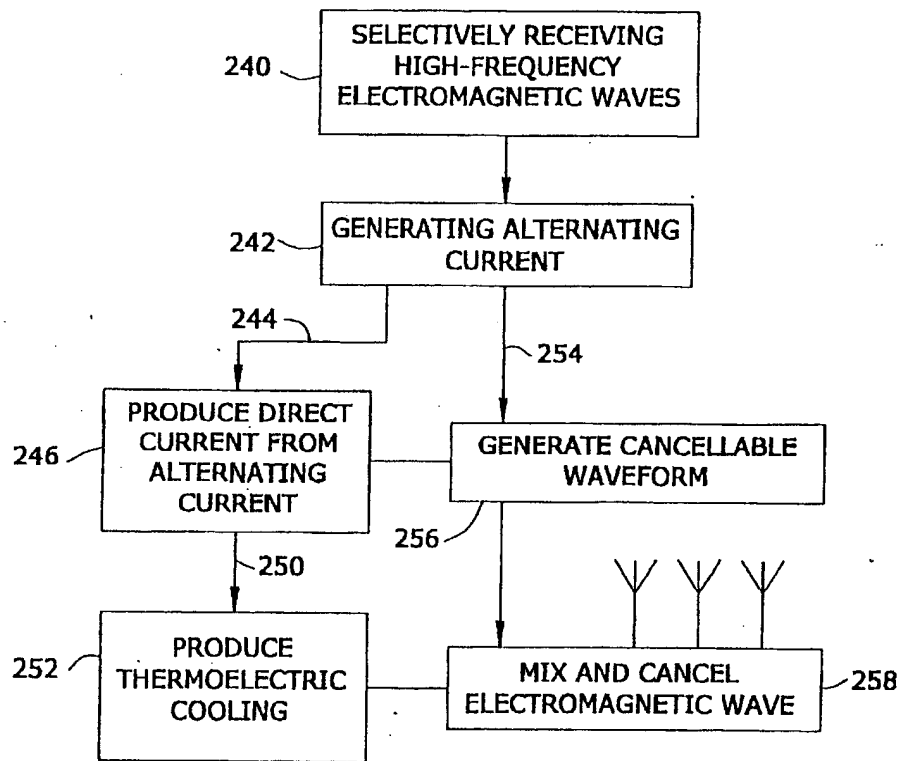 SELECTIVELY RECEIVING
HIGH-FREQUENCY
ELECTROMAGNETIC WAVES
240
GENERATING ALTERNATING
CURRENT
242
244
254
PRODUCE DIRECT
CURRENT FROM
ALTERNATING
CURRENT
246
GENERATE CANCELLABLE
WAVEFORM
256
250
PRODUCE
THERMOELECTRIC
COOLING
252
MIX AND CANCEL
ELECTROMAGNETIC WAVE
258